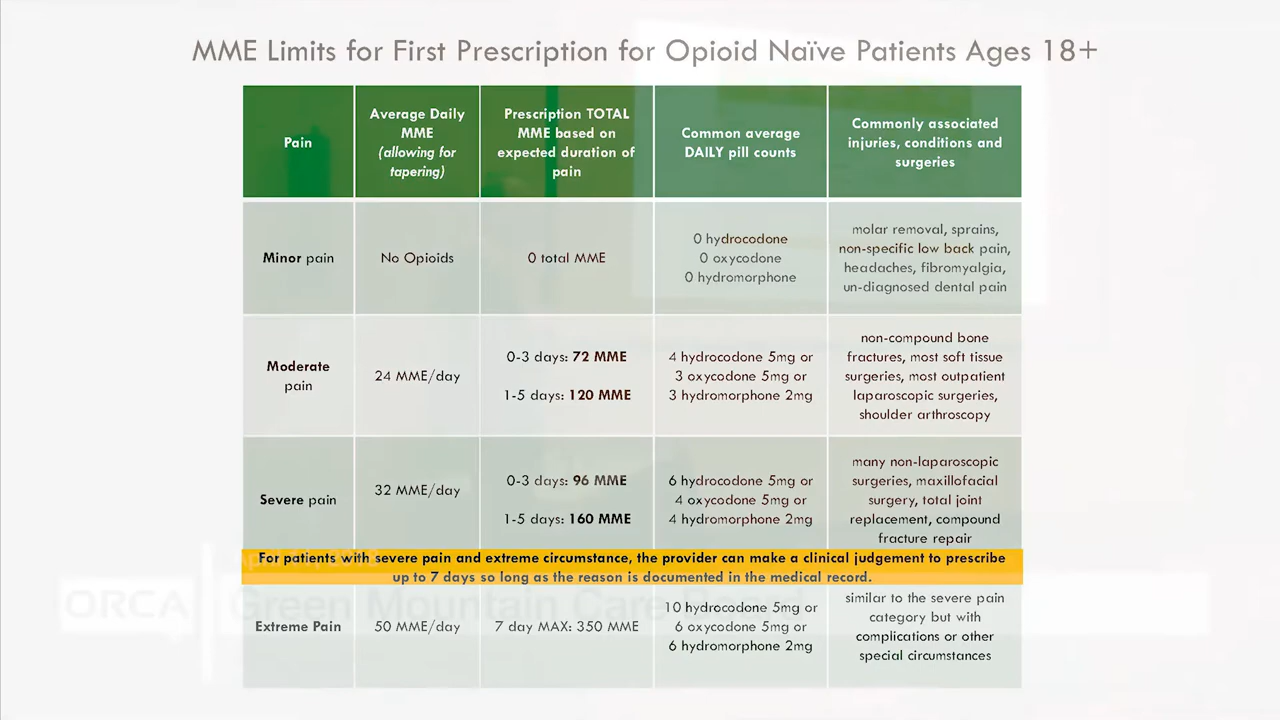 MME Limits for First Prescription for Opioid Naïve Patients Ages 18+
Pain
Average Daily
MME
(allowing for
tapering)
Prescription TOTAL
MME based on
expected duration of
pain
Common average
DAILY pill counts
Commonly associated
injuries, conditions and
surgeries
Minor pain
No Opioids
0 total MME
0 hydrocodone
0 oxycodone
0 hydromorphone
molar removal, sprains,
non-specific low back pain,
headaches, fibromyalgia,
un-diagnosed dental pain
Moderate
pain
24 MME/day
0-3 days: 72 MME
1-5 days: 120 MME
4 hydrocodone 5mg or
3 oxycodone 5mg or
3 hydromorphone 2mg
non-compound bone
fractures, most soft tissue
surgeries, most outpatient
laparoscopic surgeries,
shoulder arthroscopy
Severe pain
32 MME/day
0-3 days: 96 MME
1-5 days: 160 MME
6 hydrocodone 5mg or
4 oxycodone 5mg or
4 hydromorphone 2mg
many non-laparoscopic
surgeries, maxillofacial
surgery, total joint
replacement, compound
fracture repair
For patients with severe pain and extreme circumstance, the provider can make a clinical judgement to prescribe
up to 7 days so long as the reason is documented in the medical record.
Extreme Pain
50 MME/day
7 day MAX: 350 MME
10 hydrocodone 5mg or
6 oxycodone 5mg or
6 hydromorphone 2mg
similar to the severe pain
category but with
complications or other
special circumstances
ORCA
Green Mountain Care Board